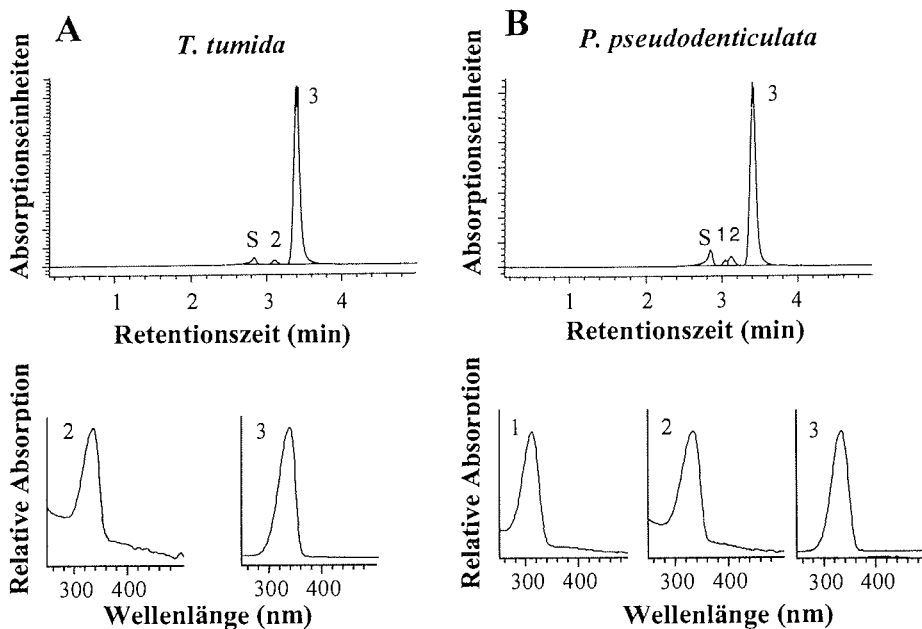 A
T. tumida
Absorptionseinheiten
3
S 2
1 2 3 4
Retentionszeit (min)
B
P. pseudodenticulata
Absorptionseinheiten
3
S 12
1 2 3 4
Retentionszeit (min)
Relative Absorption
2
3
300 400
300 400
Wellenlänge (nm)
Relative Absorption
1
2
3
300 400
300 400
300 400
Wellenlänge (nm)